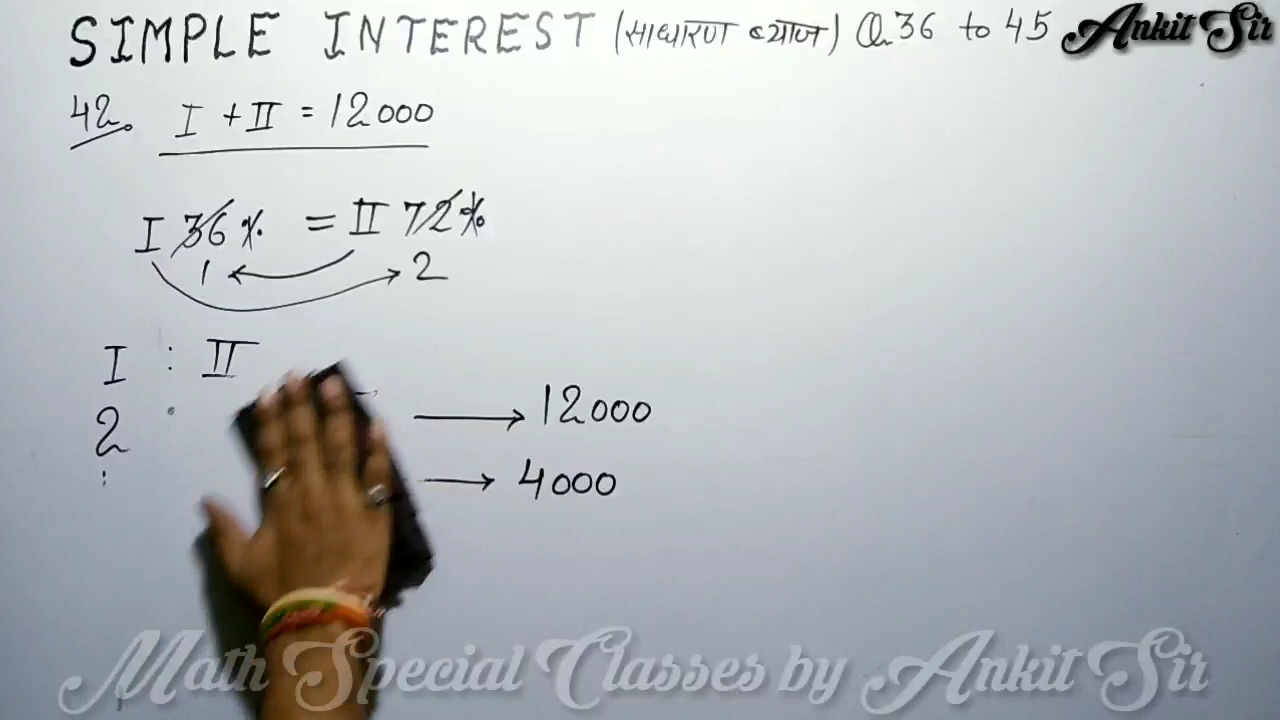 SIMPLE INTEREST (साधारण ब्याज) Q.36 to 45 Ankit Sir
42. I + II = 12000
I 36% = II 72%
1 2
I : II
2 : → 12000
→ 4000
Math Special Classes by Ankit Sir